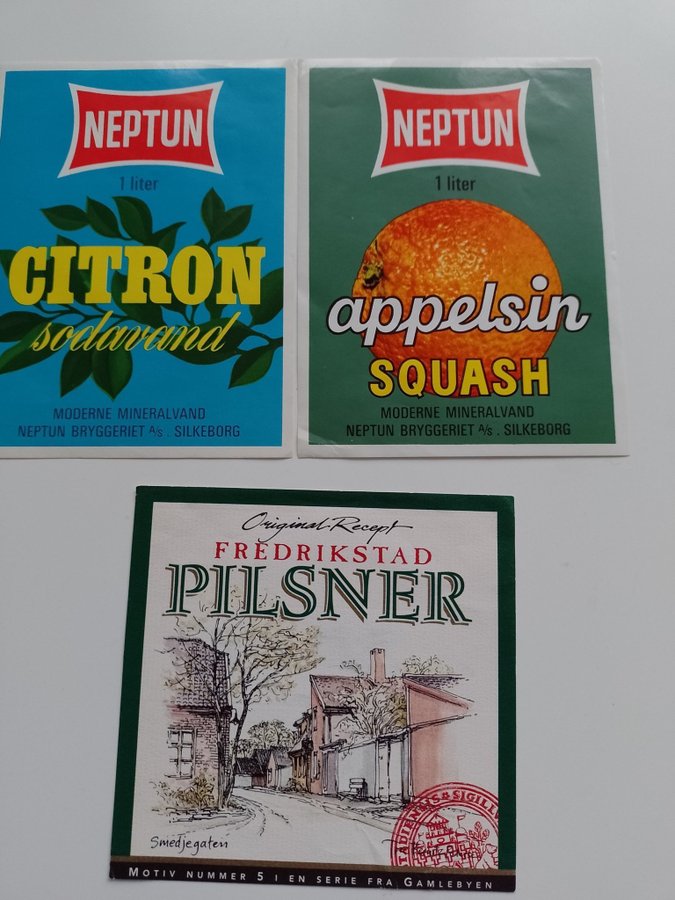 NEPTUN
1 liter
CITRON
sodavand
MODERNE MINERALVAND
NEPTUN BRYGGERIET A/s . SILKEBORG
NEPTUN
1 liter
appelsin
SQUASH
MODERNE MINERALVAND
NEPTUN BRYGGERIET A/s . SILKEBORG
Original Recept
FREDRIKSTAD
PILSNER
Smedjegaten
MOTIV NUMMER 5 I EN SERIE FRA GAMLEBYEN